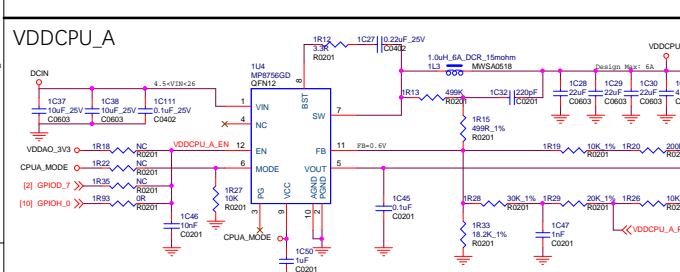 VDDCPU_A
DCIN
4.5<VIN<26
1C37
10uF_25V
C0603
1C38
10uF_25V
C0603
1C111
0.1uF_25V
C0402
1U4
MP8756GD
QFN12
1R12
3.3R
R0201
1C27
0.22uF_25V
C0402
1.0uH_6A_DCR_15mohm
1L3
MWSA0518
Design Max: 6A
VDDCPU
1C28
22uF
C0603
1C29
22uF
C0603
1C30
22uF
C0603
1R13
499K
R0201
1C32
220pF
C0201
1R15
499R_1%
R0201
1
VIN
4
NC
12
EN
6
MODE
8
BST
SW
7
FB
11
VOUT
5
PG
3
VCC
9
AGND
10
PGND
2
FB=0.6V
VDDAO_3V3
1R18
NC
R0201
VDDCPU_A_EN
CPUA_MODE
1R22
NC
R0201
[2] GPIOD_7
1R35
NC
R0201
[10] GPIOH_0
1R93
0R
R0201
1R27
10K
R0201
1C46
10nF
C0201
CPUA_MODE
1C50
1uF
C0201
1C45
0.1uF
C0201
1R19
10K_1%
R0201
1R20
R0201
1R28
30K_1%
R0201
1R29
20K_1%
R0201
1R26
10K
R0201
1R33
18.2K_1%
R0201
1C47
1nF
C0201
VDDCPU_A_P